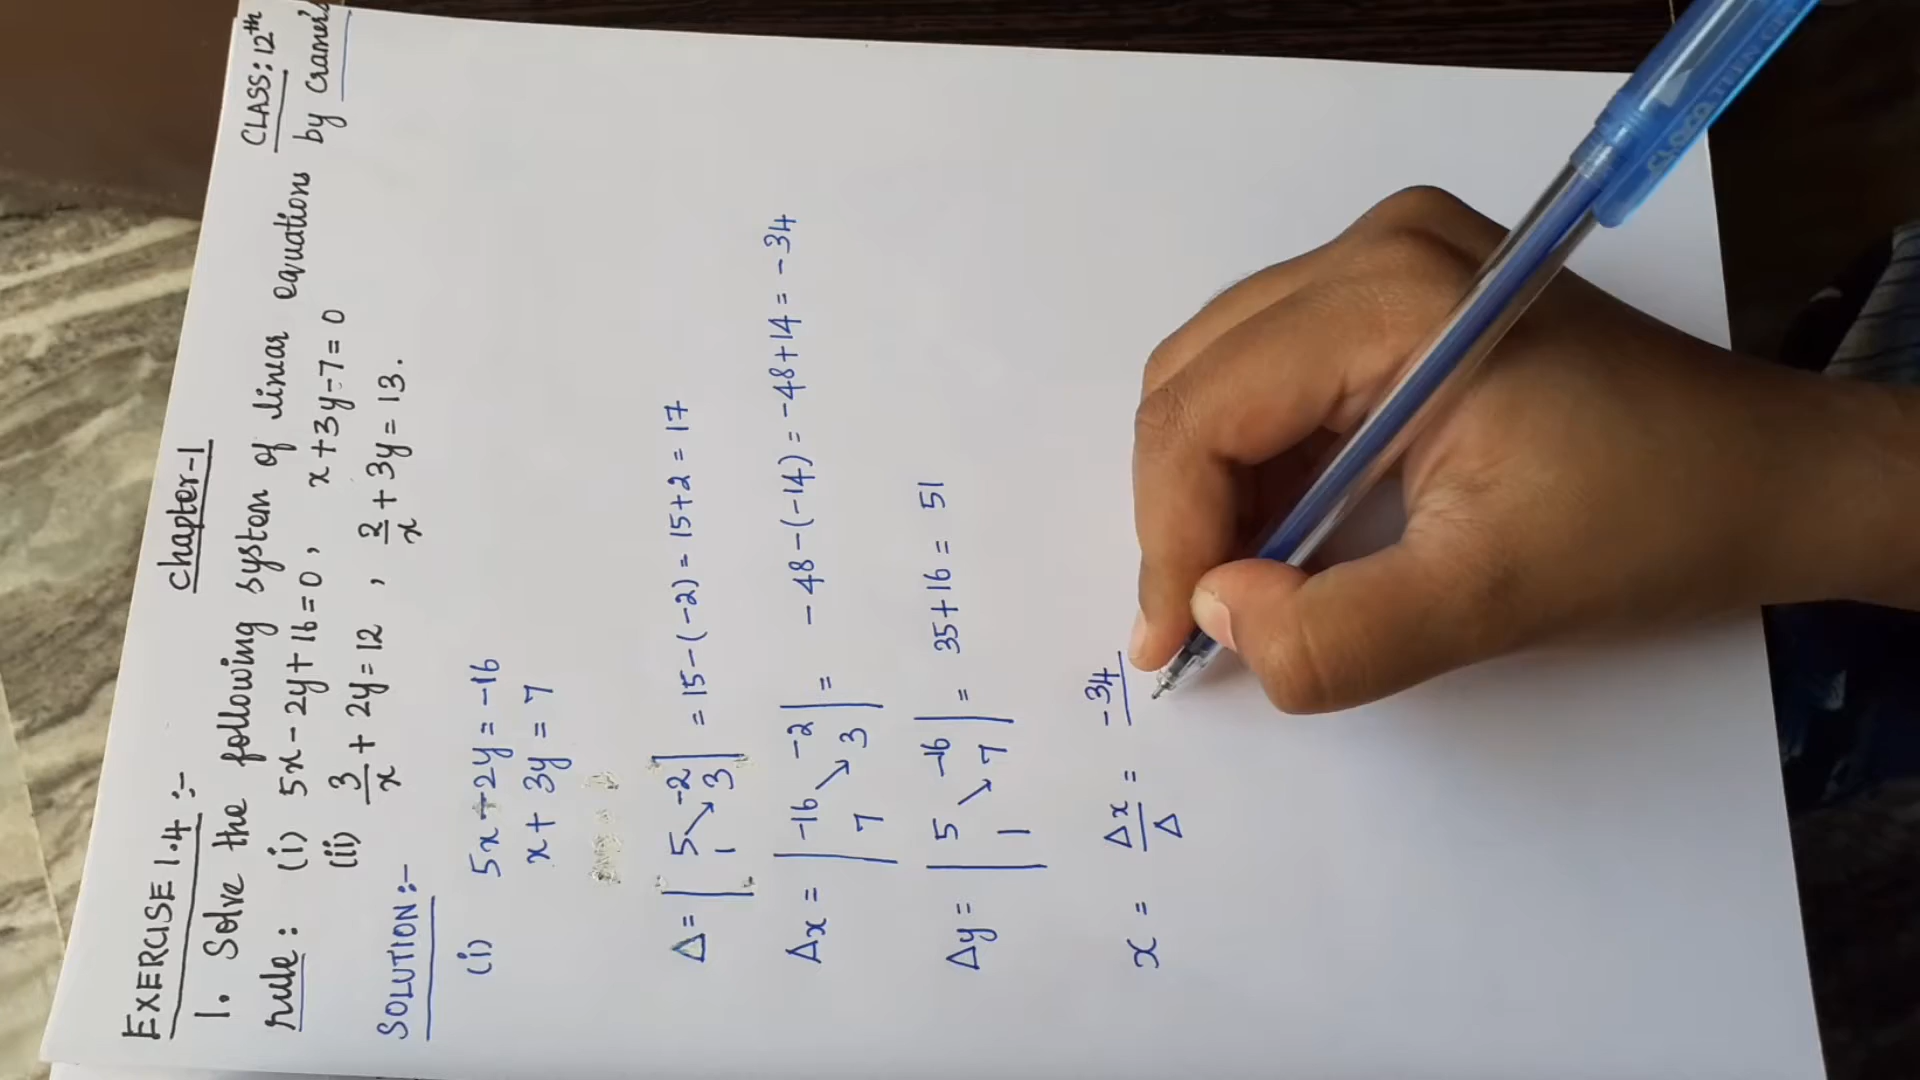 CLASS: 12th
chapter-1
EXERCISE 1.4 :-
1. Solve the following system of linear equations by cramer's
rule: (i) 5x - 2y + 16 = 0, x + 3y - 7 = 0
(ii) 3/x + 2y = 12, 2/x + 3y = 13.
SOLUTION:-
(i) 5x - 2y = -16
x + 3y = 7
Δ = | 5 -2 | = 15 - (-2) = 15 + 2 = 17
1 3
Δx = | -16 -2 | = -48 - (-14) = -48 + 14 = -34
7 3
Δy = | 5 -16 | = 35 + 16 = 51
1 7
x = Δx/Δ = -34